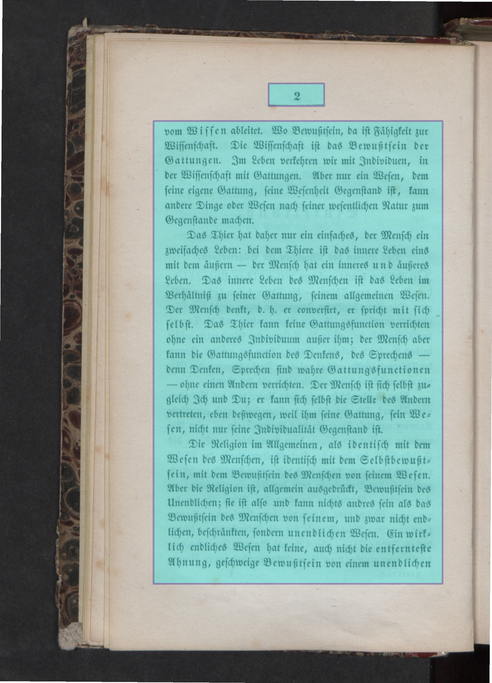 2
vom Wissen ableitet. Wo Bewußtsein, da ist Fähigkeit zur
Wissenschaft. Die Wissenschaft ist das Bewußtsein der
Gattungen. Im Leben verkehren wir mit Individuen, in
der Wissenschaft mit Gattungen. Aber nur ein Wesen, dem
seine eigene Gattung, seine Wesenheit Gegenstand ist, kann
andere Dinge oder Wesen nach seiner wesentlichen Natur zum
Gegenstande machen.
Das Thier hat daher nur ein einfaches, der Mensch ein
zweifaches Leben: bei dem Thiere ist das innere Leben eins
mit dem äußern — der Mensch hat ein inneres und äußeres
Leben. Das innere Leben des Menschen ist das Leben im
Verhältniß zu seiner Gattung, seinem allgemeinen Wesen.
Der Mensch denkt, d. h. er conversirt, er spricht mit sich
selbst. Das Thier kann keine Gattungsfunction verrichten
ohne ein anderes Individuum außer ihm; der Mensch aber
kann die Gattungsfunction des Denkens, des Sprechens —
denn Denken, Sprechen sind wahre Gattungsfunctionen
— ohne einen Andern verrichten. Der Mensch ist sich selbst zu-
gleich Ich und Du; er kann sich selbst die Stelle des Andern
vertreten, eben deßwegen, weil ihm seine Gattung, sein We-
sen, nicht nur seine Individualität Gegenstand ist.
Die Religion im Allgemeinen, als identisch mit dem
Wesen des Menschen, ist identisch mit dem Selbstbewußt-
sein, mit dem Bewußtsein des Menschen von seinem Wesen.
Aber die Religion ist, allgemein ausgedrückt, Bewußtsein des
Unendlichen; sie ist also und kann nichts andres sein als das
Bewußtsein des Menschen von seinem, und zwar nicht end-
lichen, beschränkten, sondern unendlichen Wesen. Ein wirk-
lich endliches Wesen hat keine, auch nicht die entfernteste
Ahnung, geschweige Bewußtsein von einem unendlichen